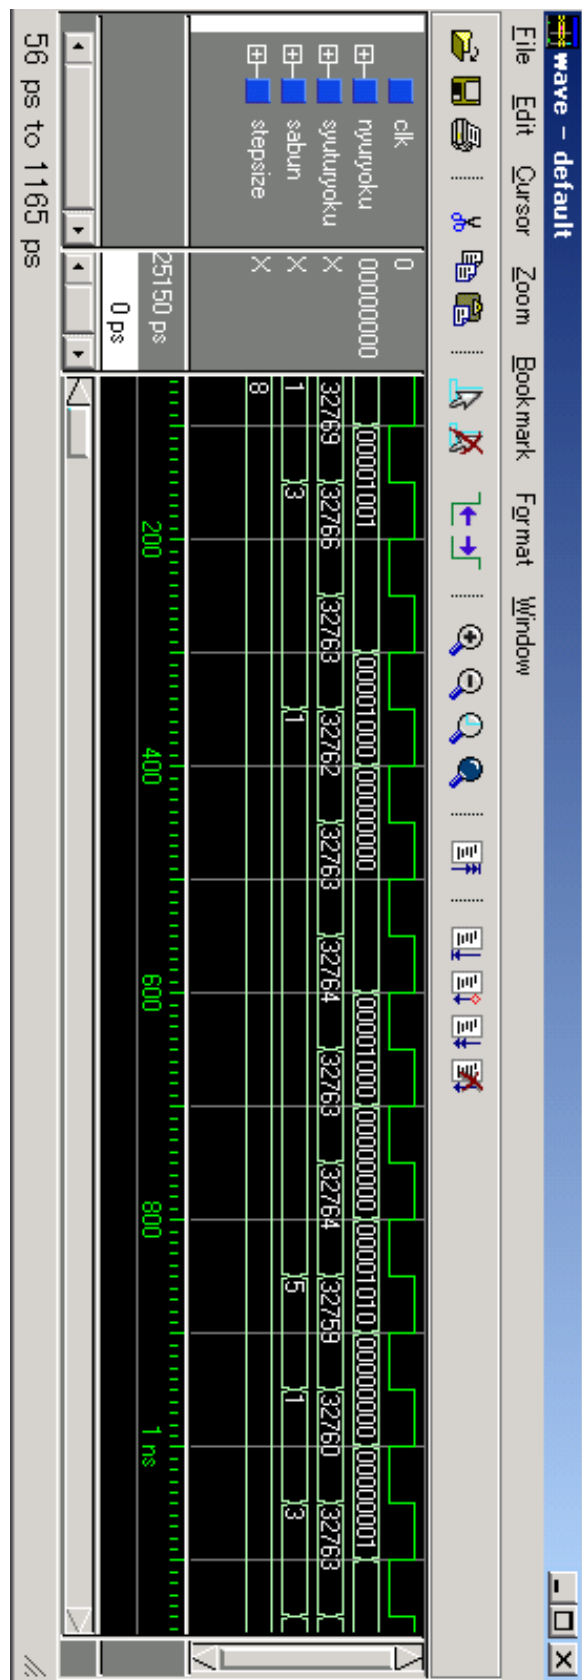 wave - default
File Edit Cursor Zoom Bookmark Format Window
clk 0
nyuryoku 00000000 00001001 00001000 00000000 00001000 00000000 00001010 00000000 00000001
syuturyoku X 32769 32766 32763 32762 32763 32764 32763 32764 32759 32760 32763
sabun X 1 3 1 5 1 3
stepsize X 8
25150 ps 200 400 600 800 1 ns
0 ps
56 ps to 1165 ps